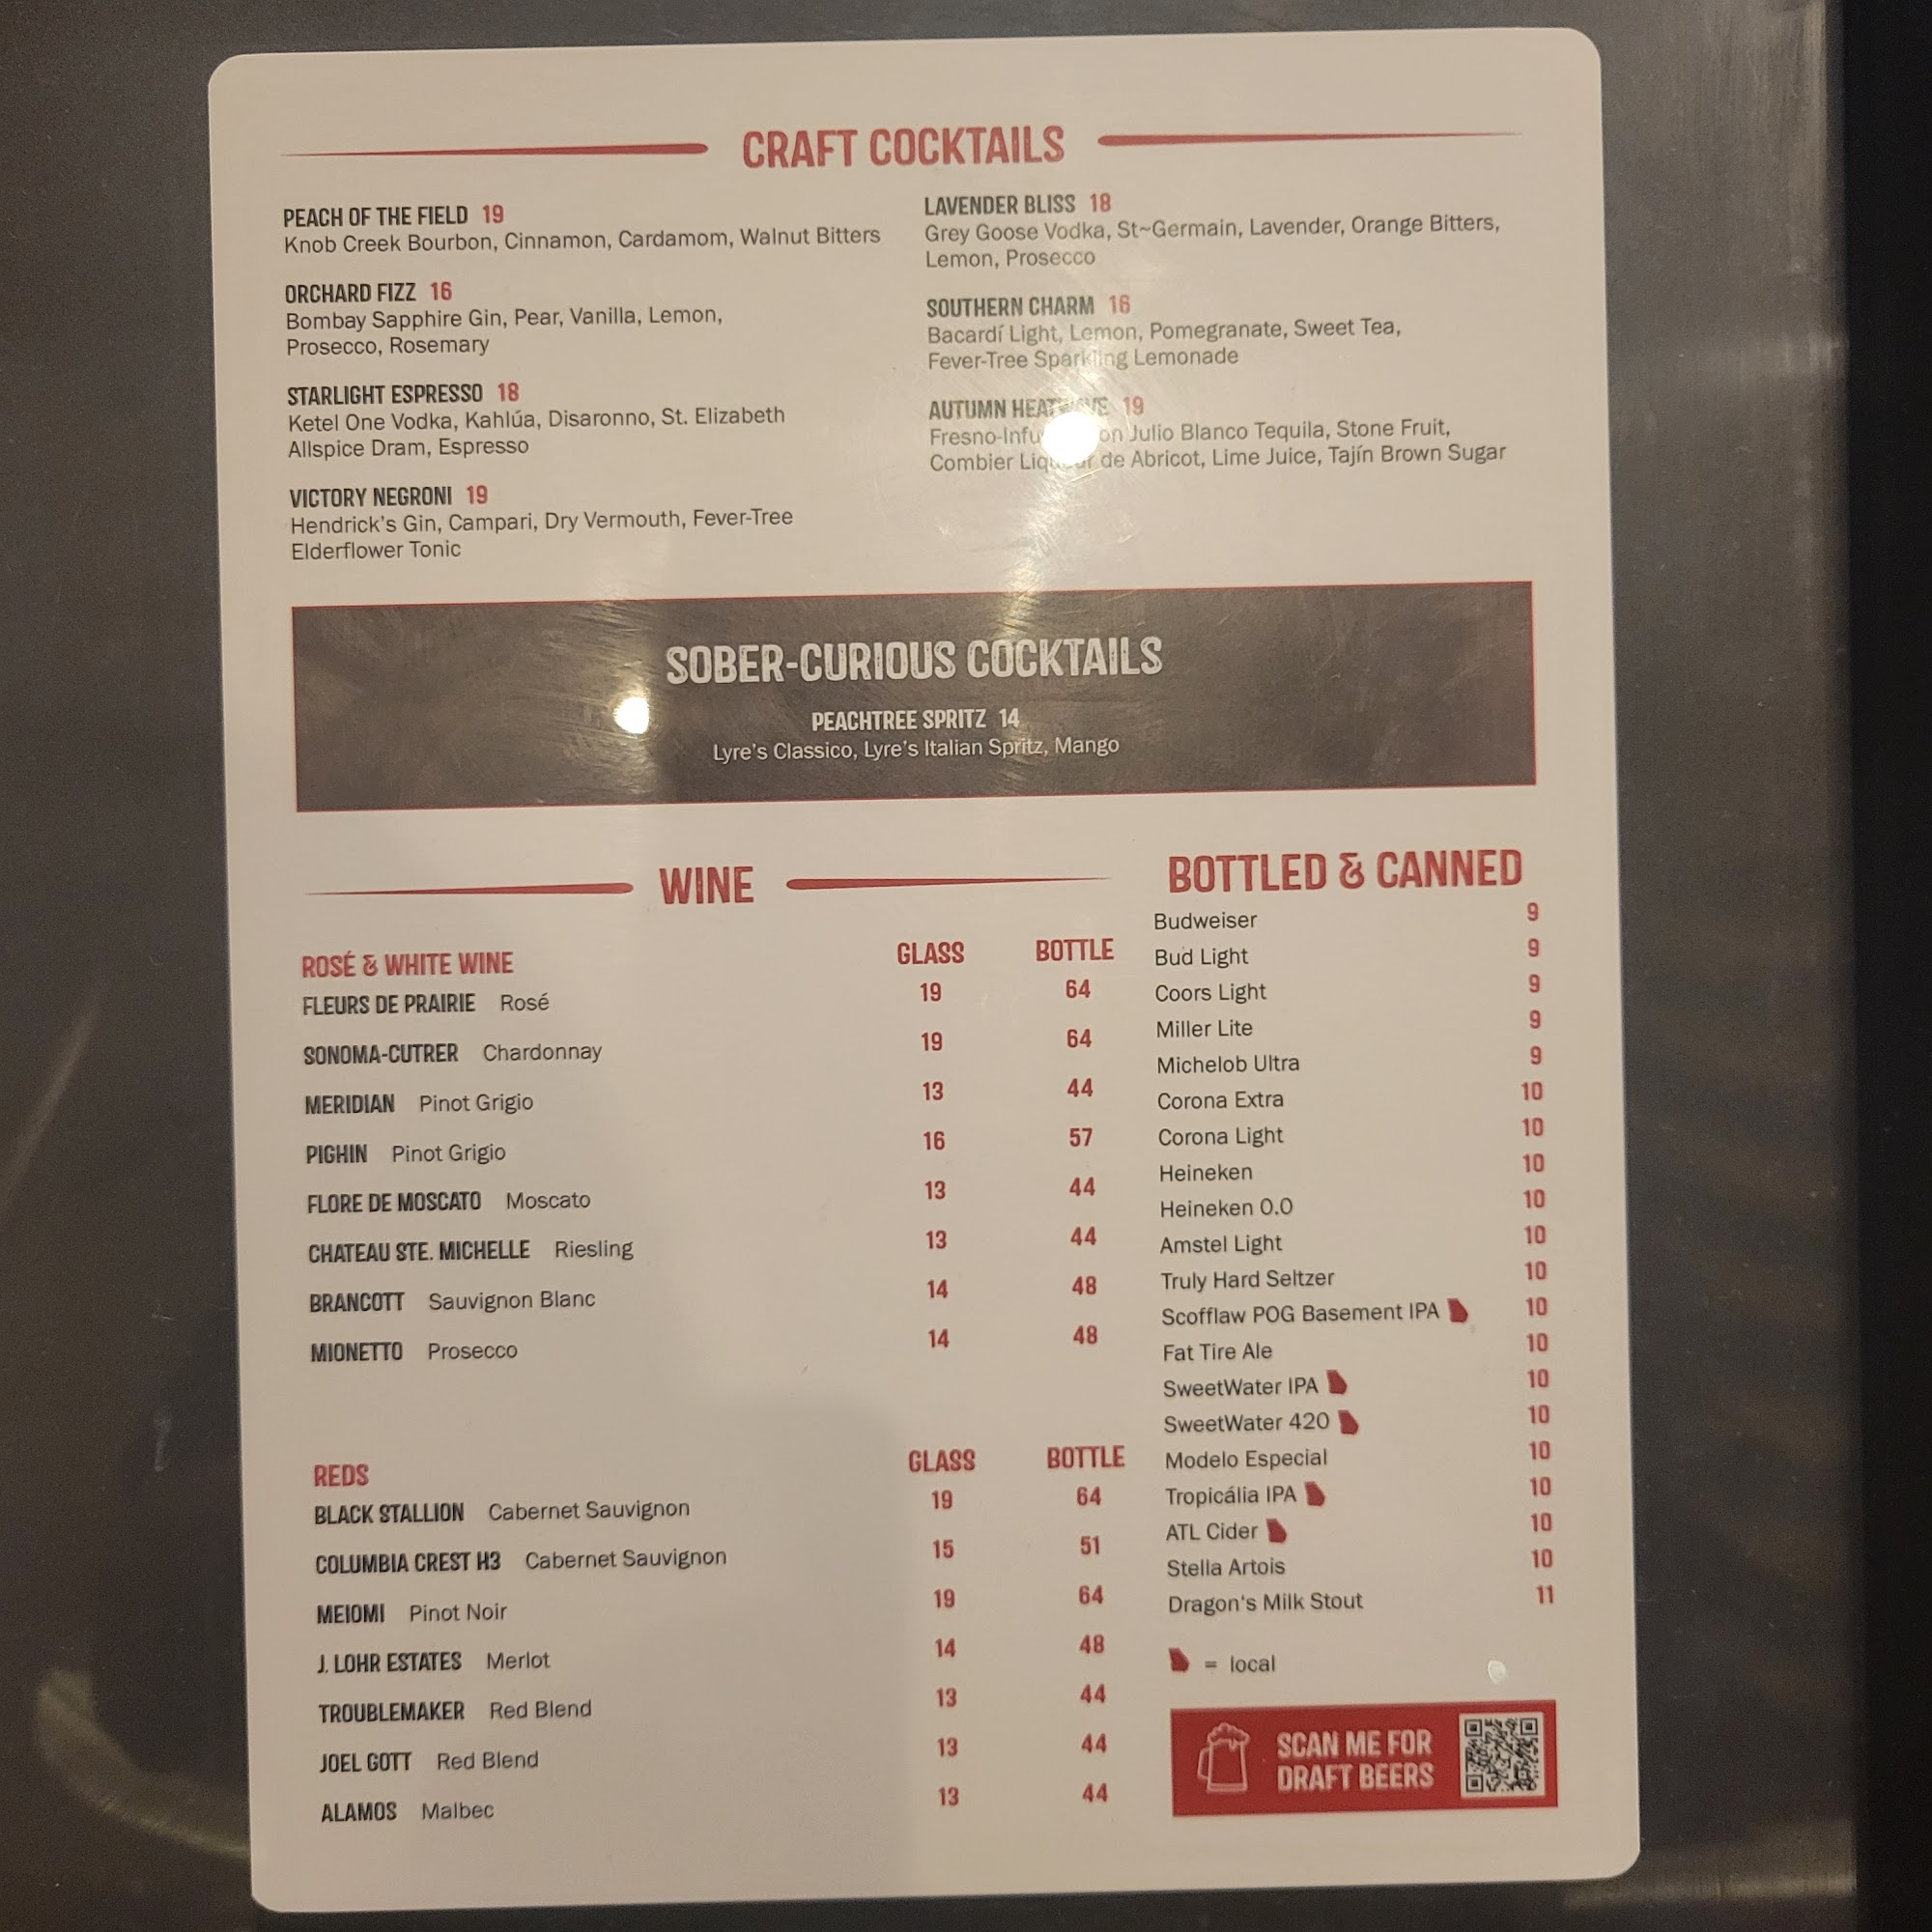 CRAFT COCKTAILS
PEACH OF THE FIELD 19
Knob Creek Bourbon, Cinnamon, Cardamom, Walnut Bitters
ORCHARD FIZZ 16
Bombay Sapphire Gin, Pear, Vanilla, Lemon,
Prosecco, Rosemary
STARLIGHT ESPRESSO 18
Ketel One Vodka, Kahlúa, Disaronno, St. Elizabeth
Allspice Dram, Espresso
VICTORY NEGRONI 19
Hendrick's Gin, Campari, Dry Vermouth, Fever-Tree
Elderflower Tonic
LAVENDER BLISS 18
Grey Goose Vodka, St~Germain, Lavender, Orange Bitters,
Lemon, Prosecco
SOUTHERN CHARM 16
Bacardí Light, Lemon, Pomegranate, Sweet Tea,
Fever-Tree Sparkling Lemonade
AUTUMN HEATWAVE 19
Julio Blanco Tequila, Stone Fruit,
Combier Liqueur de Abricot, Lime Juice, Tajín Brown Sugar
SOBER-CURIOUS COCKTAILS
PEACHTREE SPRITZ 14
Lyre's Classico, Lyre's Italian Spritz, Mango
WINE
ROSÉ & WHITE WINE GLASS BOTTLE
FLEURS DE PRAIRIE Rosé 19 64
SONOMA-CUTRER Chardonnay 19 64
MERIDIAN Pinot Grigio 13 44
PIGHIN Pinot Grigio 16 57
FLORE DE MOSCATO Moscato 13 44
CHATEAU STE. MICHELLE Riesling 13 44
BRANCOTT Sauvignon Blanc 14 48
MIONETTO Prosecco 14 48
REDS GLASS BOTTLE
BLACK STALLION Cabernet Sauvignon 19 64
COLUMBIA CREST H3 Cabernet Sauvignon 15 51
MEIOMI Pinot Noir 19 64
J. LOHR ESTATES Merlot 14 48
TROUBLEMAKER Red Blend 13 44
JOEL GOTT Red Blend 13 44
ALAMOS Malbec 13 44
BOTTLED & CANNED
Budweiser 9
Bud Light 9
Coors Light 9
Miller Lite 9
Michelob Ultra 9
Corona Extra 10
Corona Light 10
Heineken 10
Heineken 0.0 10
Amstel Light 10
Truly Hard Seltzer 10
Scofflaw POG Basement IPA 10
Fat Tire Ale 10
SweetWater IPA 10
SweetWater 420 10
Modelo Especial 10
Tropicália IPA 10
ATL Cider 10
Stella Artois 10
Dragon's Milk Stout 11
= local
SCAN ME FOR
DRAFT BEERS